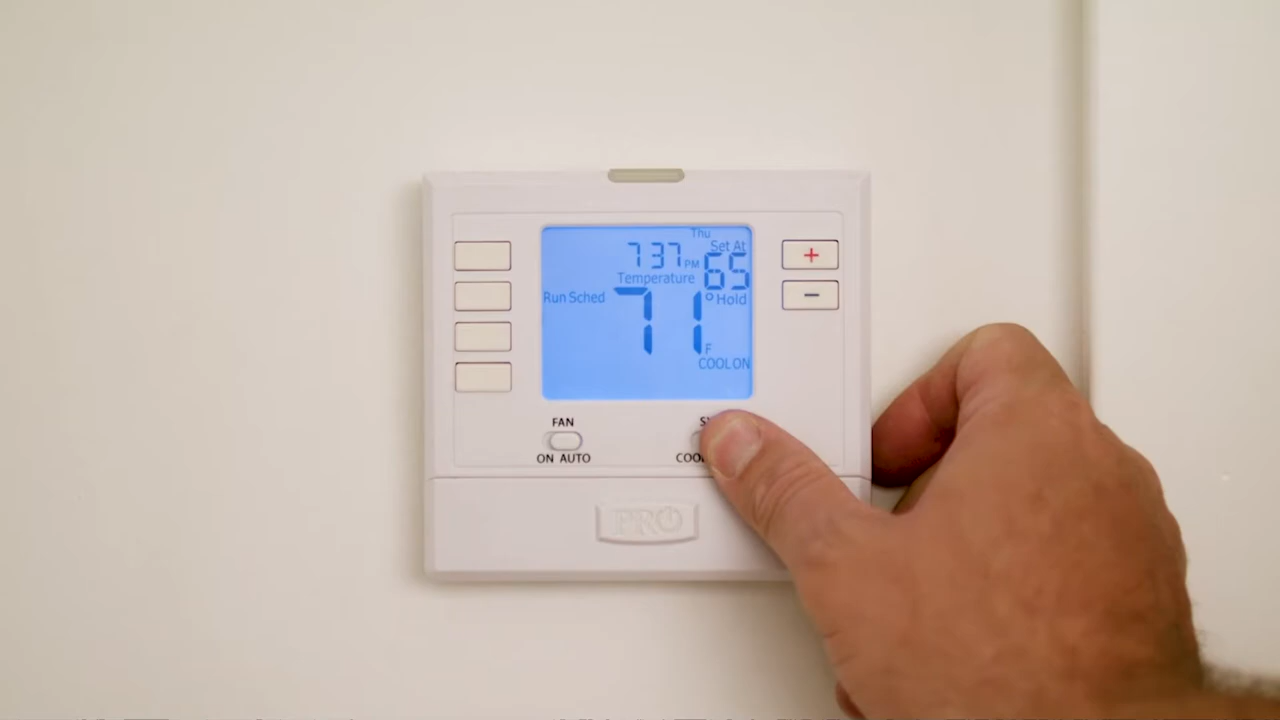 Thu
7 37 PM
Set At
65
Temperature
Run Sched
71° F
Hold
COOL ON
+
−
FAN
ON AUTO
PRO